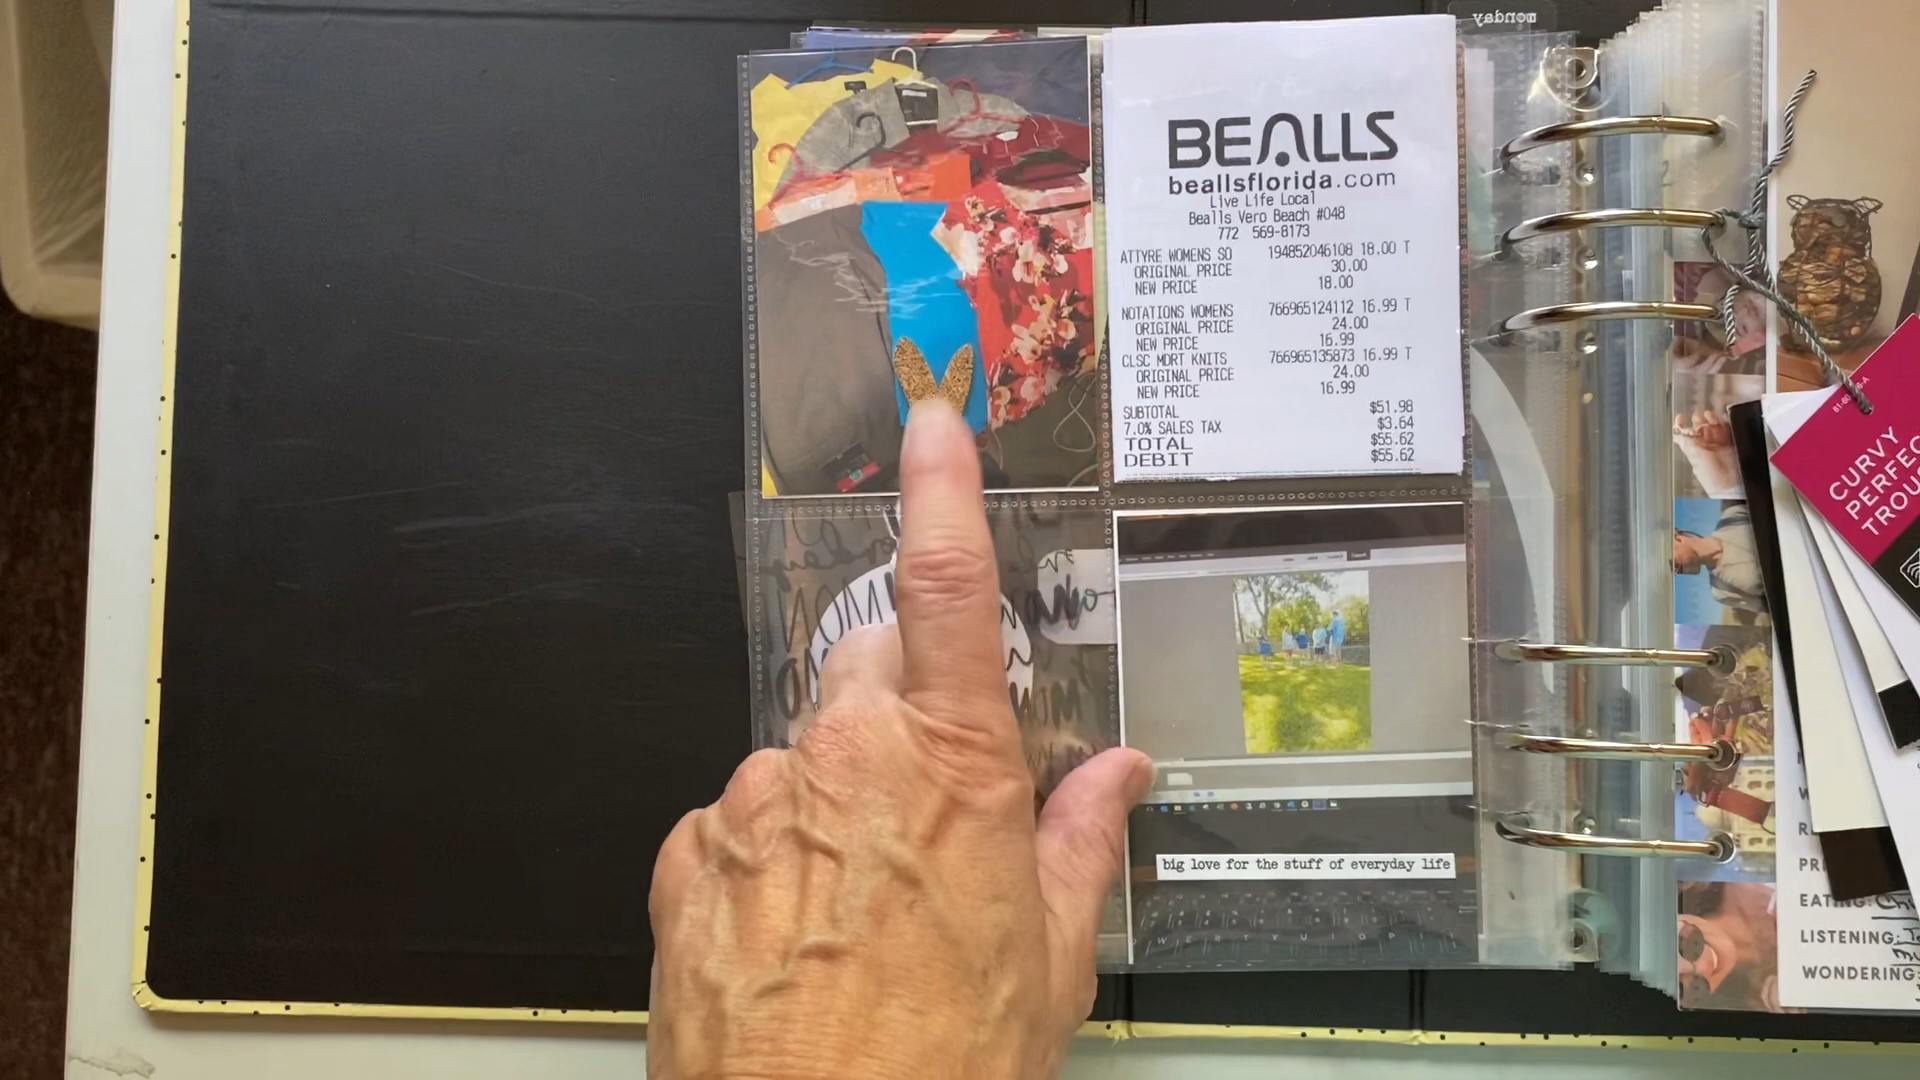 monday
BEALLS
beallsflorida.com
Live Life Local
Bealls Vero Beach #048
772 569-8173
ATTYRE WOMENS SO 194852046108 18.00 T
ORIGINAL PRICE 30.00
NEW PRICE 18.00
NOTATIONS WOMENS 766965124112 16.99 T
ORIGINAL PRICE 24.00
NEW PRICE 16.99
CLSC MDRT KNITS 766965135873 16.99 T
ORIGINAL PRICE 24.00
NEW PRICE 16.99
SUBTOTAL $51.98
7.0% SALES TAX $3.64
TOTAL $55.62
DEBIT $55.62
big love for the stuff of everyday life
W E R T Y U I O P
CURVY
EATING:
LISTENING:
WONDERING: